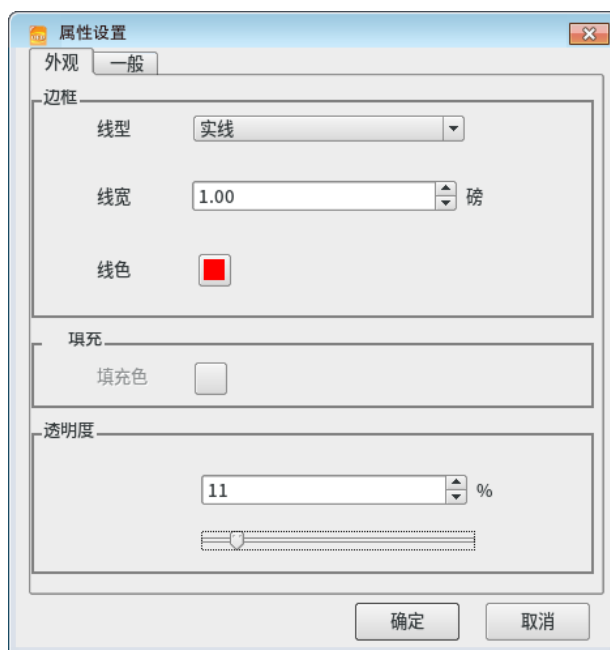 属性设置
外观 一般
边框
线型 实线
线宽 1.00 磅
线色
填充
填充色
透明度
11 %
确定 取消